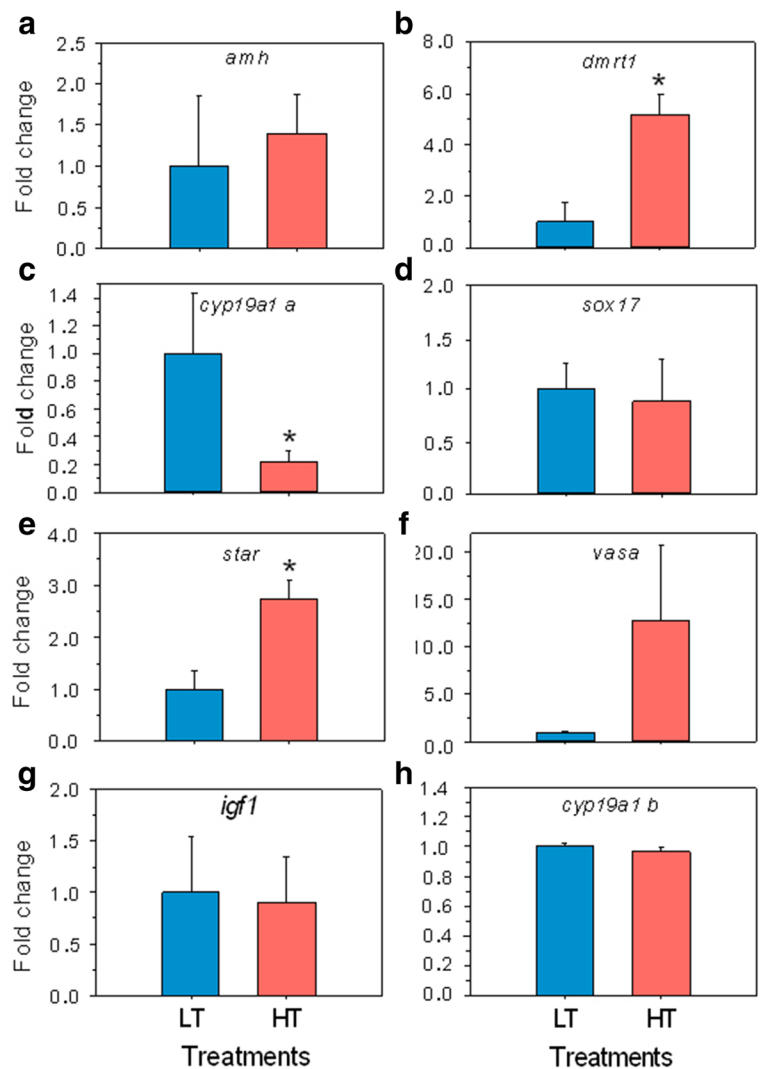 a
amh
2.5
2.0
1.5
1.0
0.5
0.0
Fold change
b
dmrt1
8.0
6.0
4.0
2.0
0.0
*
c
cyp19a1 a
1.4
1.2
1.0
0.8
0.6
0.4
0.2
0.0
Fold change
*
d
sox17
2.0
1.5
1.0
0.5
0.0
e
star
4.0
3.0
2.0
1.0
0.0
Fold change
*
f
vasa
20.0
15.0
10.0
5.0
0.0
g
igf1
2.0
1.5
1.0
0.5
0.0
Fold change
LT HT
Treatments
h
cyp19a1 b
1.4
1.2
1.0
0.8
0.6
0.4
0.2
0.0
LT HT
Treatments